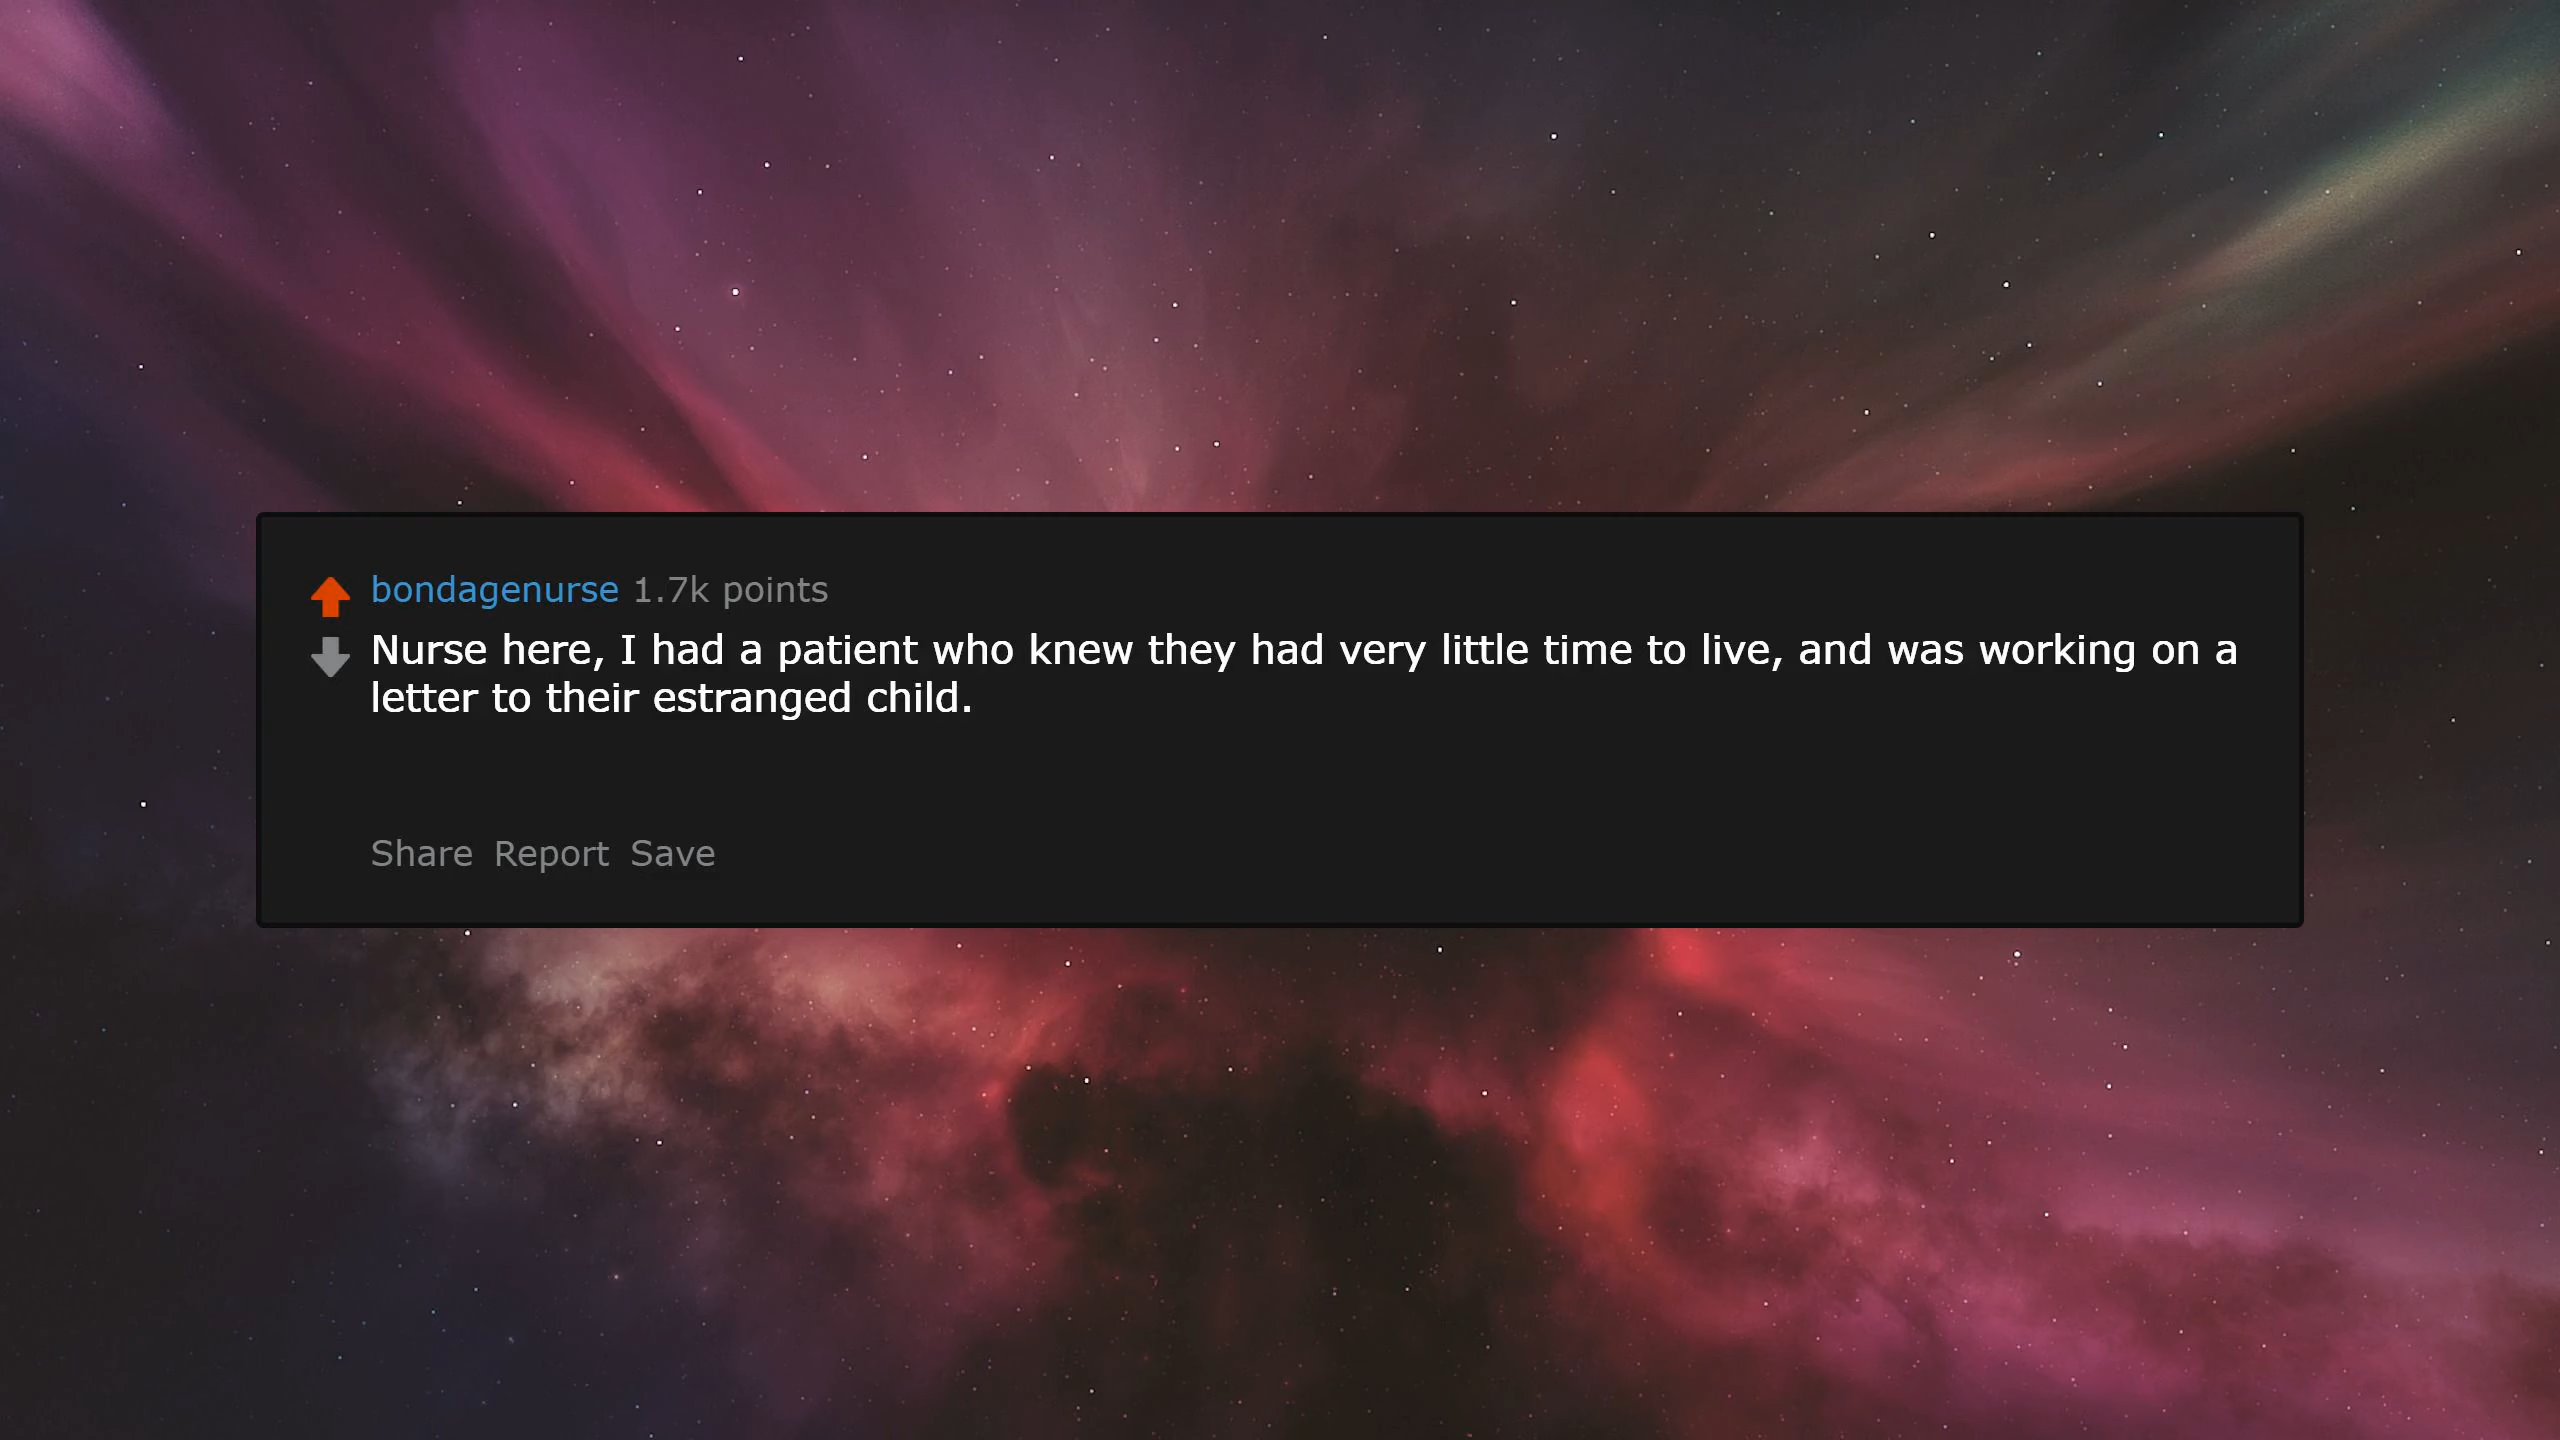 bondagenurse 1.7k points
Nurse here, I had a patient who knew they had very little time to live, and was working on a
letter to their estranged child.
Share Report Save